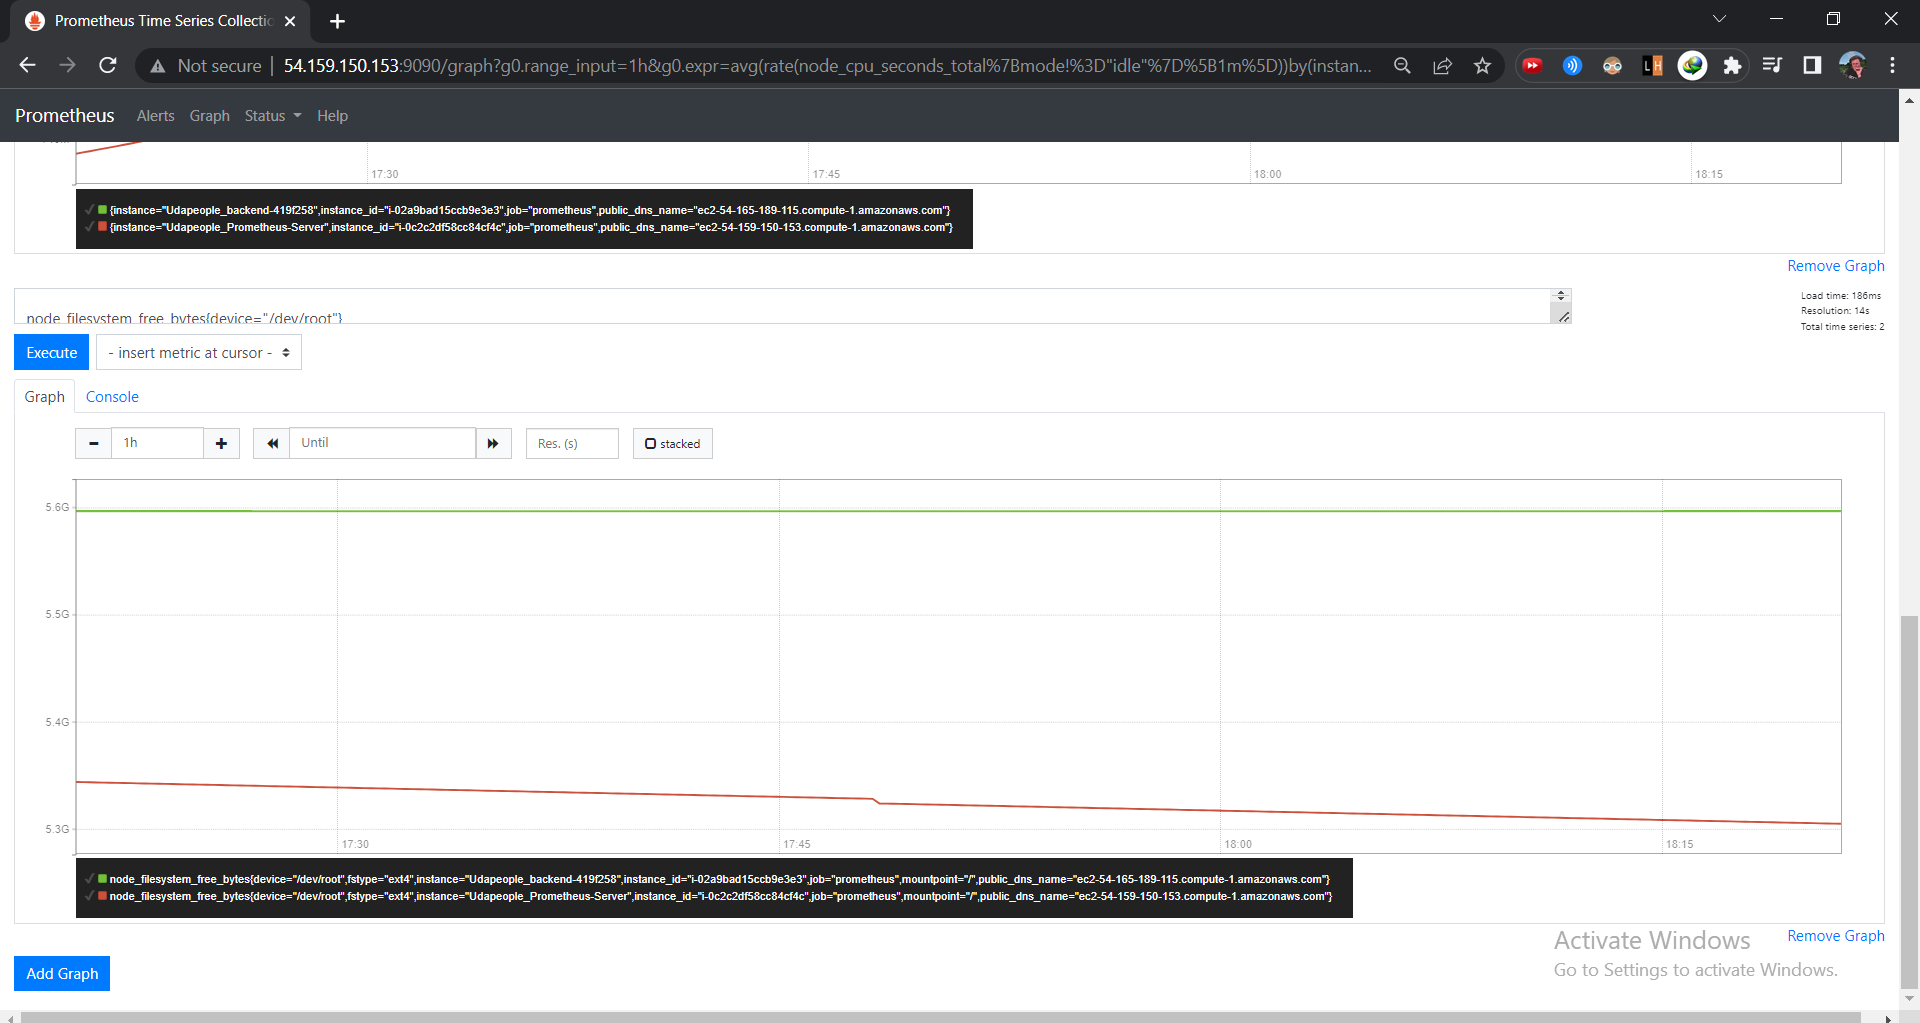 Prometheus Time Series Collectio
Not secure
54.159.150.153:9090/graph?g0.range_input=1h&g0.expr=avg(rate(node_cpu_seconds_total%7Bmode!%3D"idle"%7D%5B1m%5D))by(instan...
Prometheus Alerts Graph Status Help
17:30 17:45 18:00 18:15
{instance="Udapeople_backend-419f258",instance_id="i-02a9bad15ccb9e3e3",job="prometheus",public_dns_name="ec2-54-165-189-115.compute-1.amazonaws.com"}
{instance="Udapeople_Prometheus-Server",instance_id="i-0c2c2df58cc84cf4c",job="prometheus",public_dns_name="ec2-54-159-150-153.compute-1.amazonaws.com"}
Remove Graph
node_filesystem_free_bytes{device="/dev/root"}
Load time: 186ms
Resolution: 14s
Total time series: 2
Execute
- insert metric at cursor -
Graph Console
1h
Until
Res. (s)
stacked
5.6G
5.5G
5.4G
5.3G
17:30 17:45 18:00 18:15
node_filesystem_free_bytes{device="/dev/root",fstype="ext4",instance="Udapeople_backend-419f258",instance_id="i-02a9bad15ccb9e3e3",job="prometheus",mountpoint="/",public_dns_name="ec2-54-165-189-115.compute-1.amazonaws.com"}
node_filesystem_free_bytes{device="/dev/root",fstype="ext4",instance="Udapeople_Prometheus-Server",instance_id="i-0c2c2df58cc84cf4c",job="prometheus",mountpoint="/",public_dns_name="ec2-54-159-150-153.compute-1.amazonaws.com"}
Remove Graph
Add Graph
Activate Windows
Go to Settings to activate Windows.